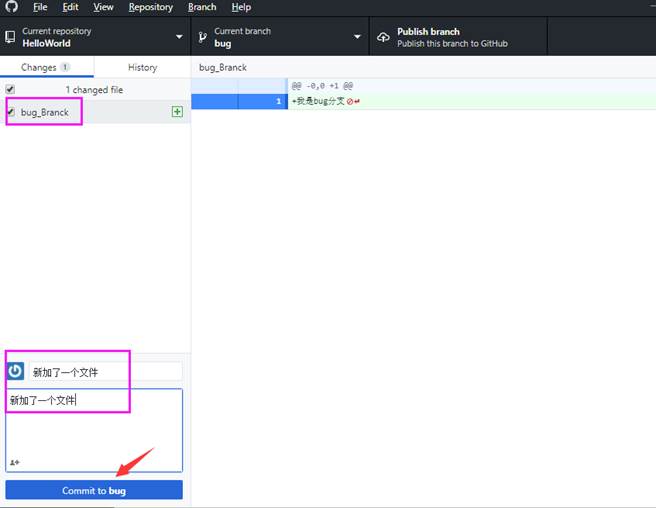 File Edit View Repository Branch Help
Current repository
HelloWorld
Current branch
bug
Publish branch
Publish this branch to GitHub
Changes 1 History
1 changed file
bug_Branck
bug_Branck
@@ -0,0 +1 @@
1 +我是bug分支
新加了一个文件
新加了一个文件
Commit to bug